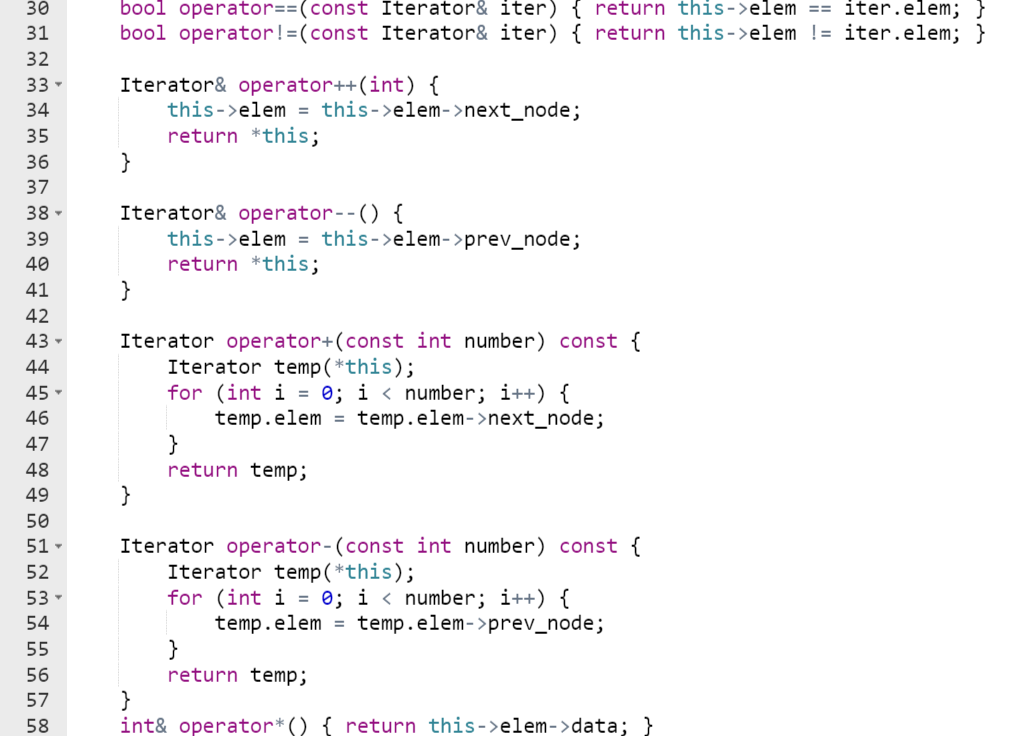 30 bool operator==(const Iterator& iter) { return this->elem == iter.elem; }
31 bool operator!=(const Iterator& iter) { return this->elem != iter.elem; }
32
33 Iterator& operator++(int) {
34 this->elem = this->elem->next_node;
35 return *this;
36 }
37
38 Iterator& operator--() {
39 this->elem = this->elem->prev_node;
40 return *this;
41 }
42
43 Iterator operator+(const int number) const {
44 Iterator temp(*this);
45 for (int i = 0; i < number; i++) {
46 temp.elem = temp.elem->next_node;
47 }
48 return temp;
49 }
50
51 Iterator operator-(const int number) const {
52 Iterator temp(*this);
53 for (int i = 0; i < number; i++) {
54 temp.elem = temp.elem->prev_node;
55 }
56 return temp;
57 }
58 int& operator*() { return this->elem->data; }